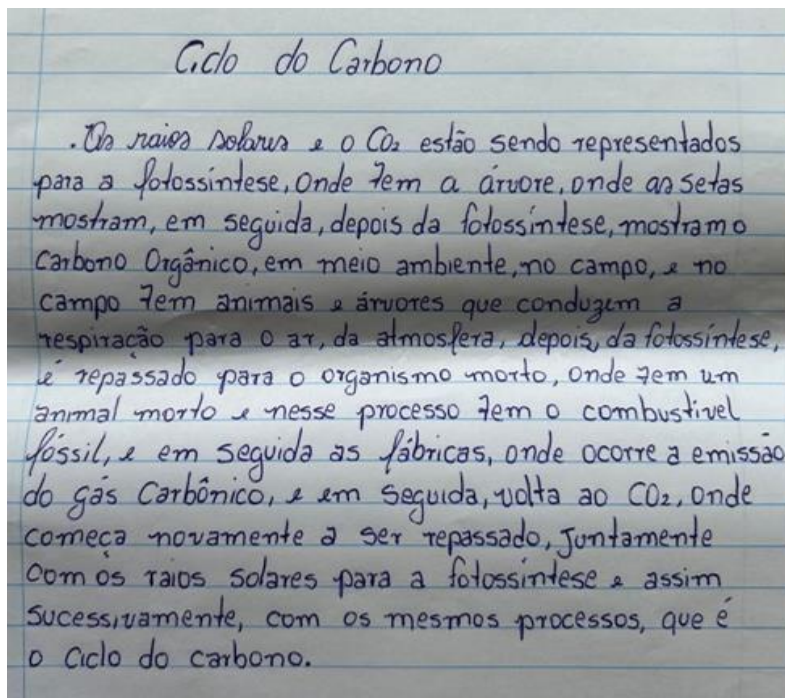 Ciclo do Carbono
. Os raios solares e o CO₂ estão sendo representados
para a fotossíntese, Onde tem a árvore, onde as setas
mostram, em seguida, depois da fotossíntese, mostram o
Carbono Orgânico, em meio ambiente, no campo, e no
campo tem animais e árvores que conduzem a
respiração para o ar, da atmosfera, depois, da fotossíntese,
é repassado para o organismo morto, onde tem um
animal morto e nesse processo tem o combustivel
fóssil, e em seguida as fábricas, onde ocorre a emissão
do gás Carbônico, e em seguida, volta ao CO₂, onde
começa novamente a ser repassado, Juntamente
com os raios solares para a fotossíntese e assim
sucessivamente, com os mesmos processos, que é
o Ciclo do carbono.